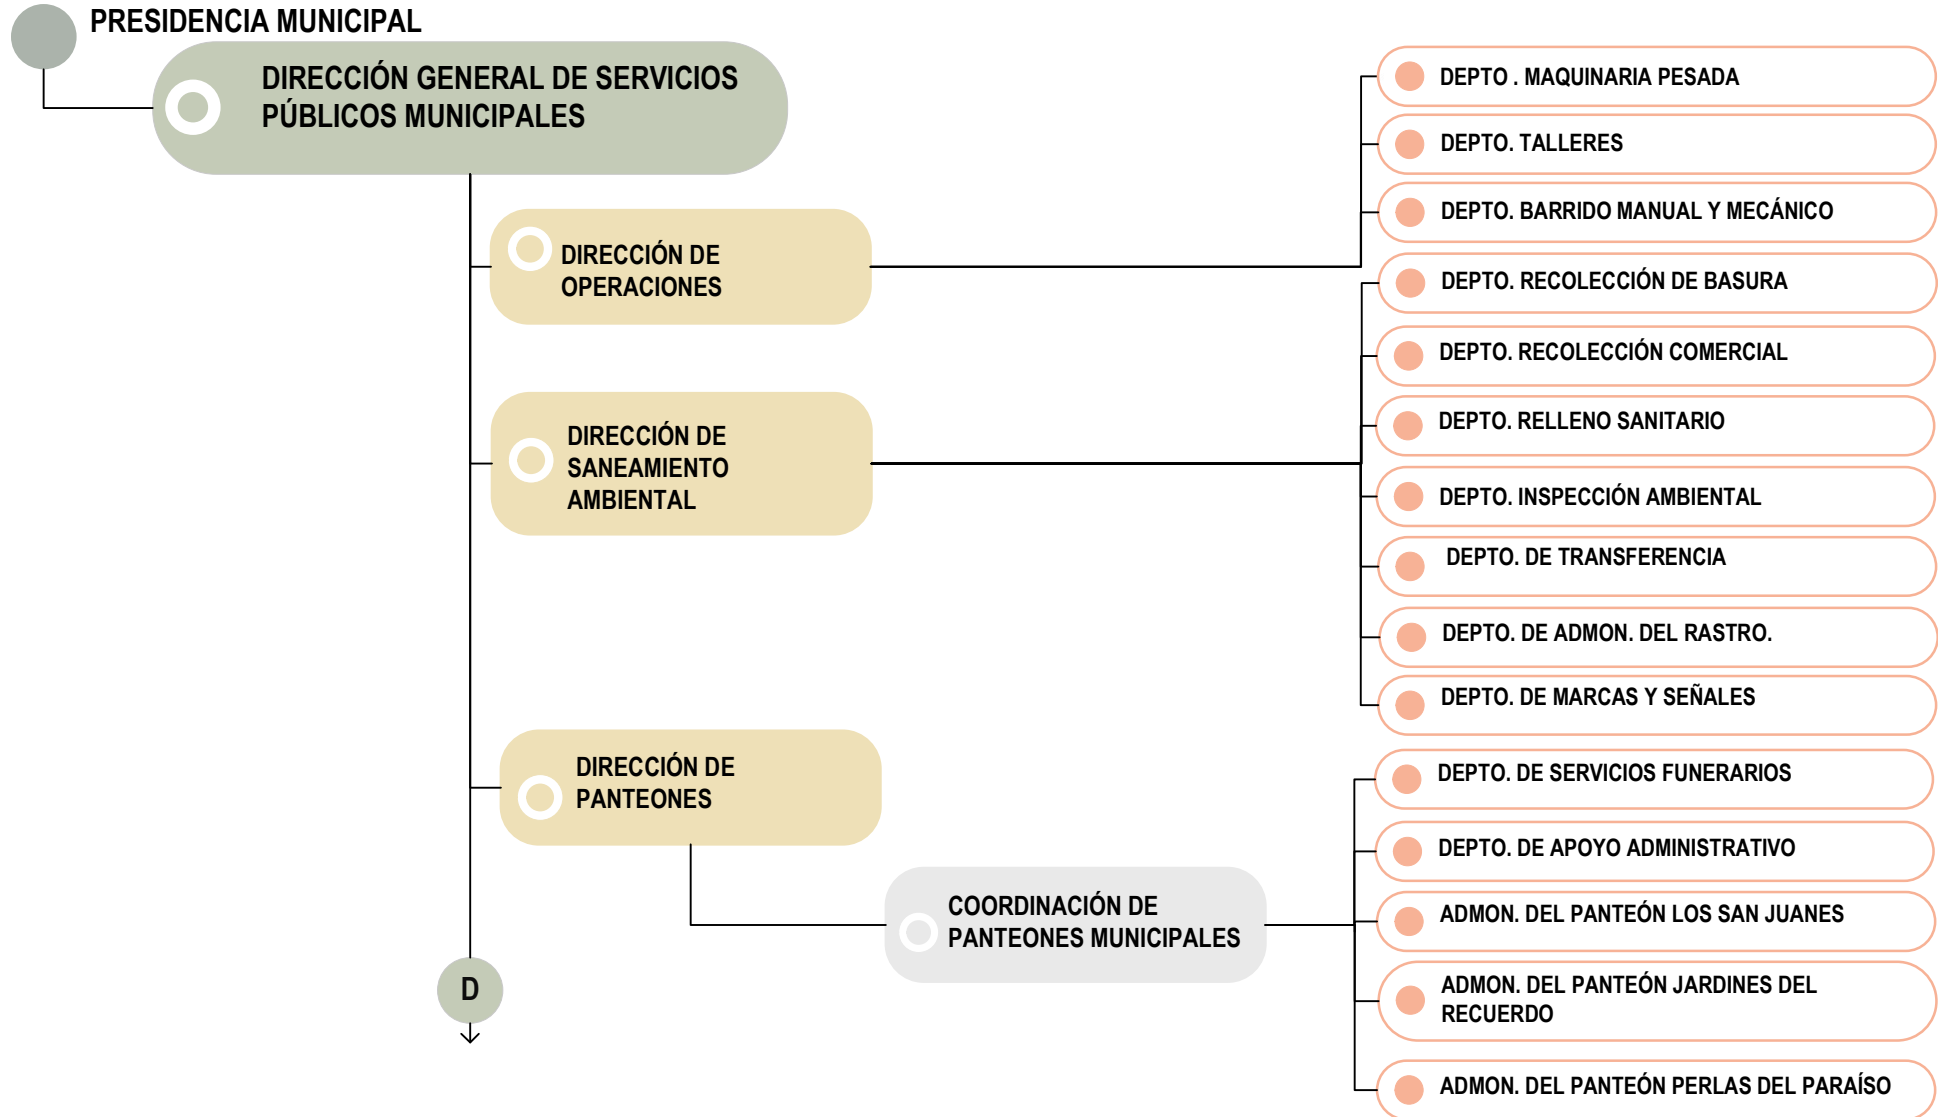 PRESIDENCIA MUNICIPAL
DIRECCIÓN GENERAL DE SERVICIOS
PÚBLICOS MUNICIPALES
DIRECCIÓN DE
OPERACIONES
DEPTO . MAQUINARIA PESADA
DEPTO. TALLERES
DEPTO. BARRIDO MANUAL Y MECÁNICO
DIRECCIÓN DE
SANEAMIENTO
AMBIENTAL
DEPTO. RECOLECCIÓN DE BASURA
DEPTO. RECOLECCIÓN COMERCIAL
DEPTO. RELLENO SANITARIO
DEPTO. INSPECCIÓN AMBIENTAL
DEPTO. DE TRANSFERENCIA
DEPTO. DE ADMON. DEL RASTRO.
DEPTO. DE MARCAS Y SEÑALES
DIRECCIÓN DE
PANTEONES
COORDINACIÓN DE
PANTEONES MUNICIPALES
DEPTO. DE SERVICIOS FUNERARIOS
DEPTO. DE APOYO ADMINISTRATIVO
ADMON. DEL PANTEÓN LOS SAN JUANES
ADMON. DEL PANTEÓN JARDINES DEL
RECUERDO
ADMON. DEL PANTEÓN PERLAS DEL PARAÍSO
D